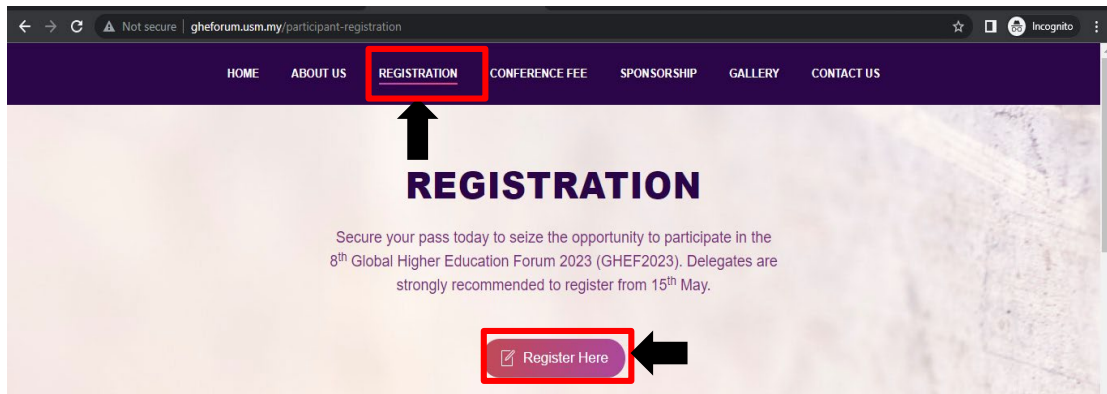 Not secure | gheforum.usm.my/participant-registration Incognito
HOME ABOUT US REGISTRATION CONFERENCE FEE SPONSORSHIP GALLERY CONTACT US
REGISTRATION
Secure your pass today to seize the opportunity to participate in the
8th Global Higher Education Forum 2023 (GHEF2023). Delegates are
strongly recommended to register from 15th May.
Register Here